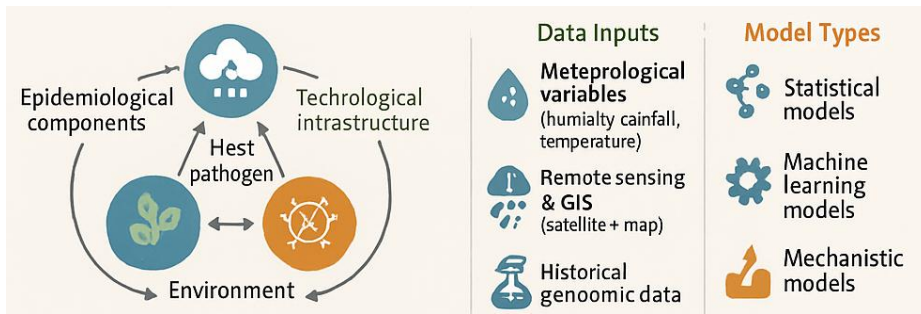 Epidemiological
components
Techrological
intrastructure
Hest
pathogen
Environment
Data Inputs
Meteprological
variables
(humialty cainfall,
temperature)
Remote sensing
& GIS
(satellite + map)
Historical
genoomic data
Model Types
Statistical
models
Machine
learning
models
Mechanistic
models